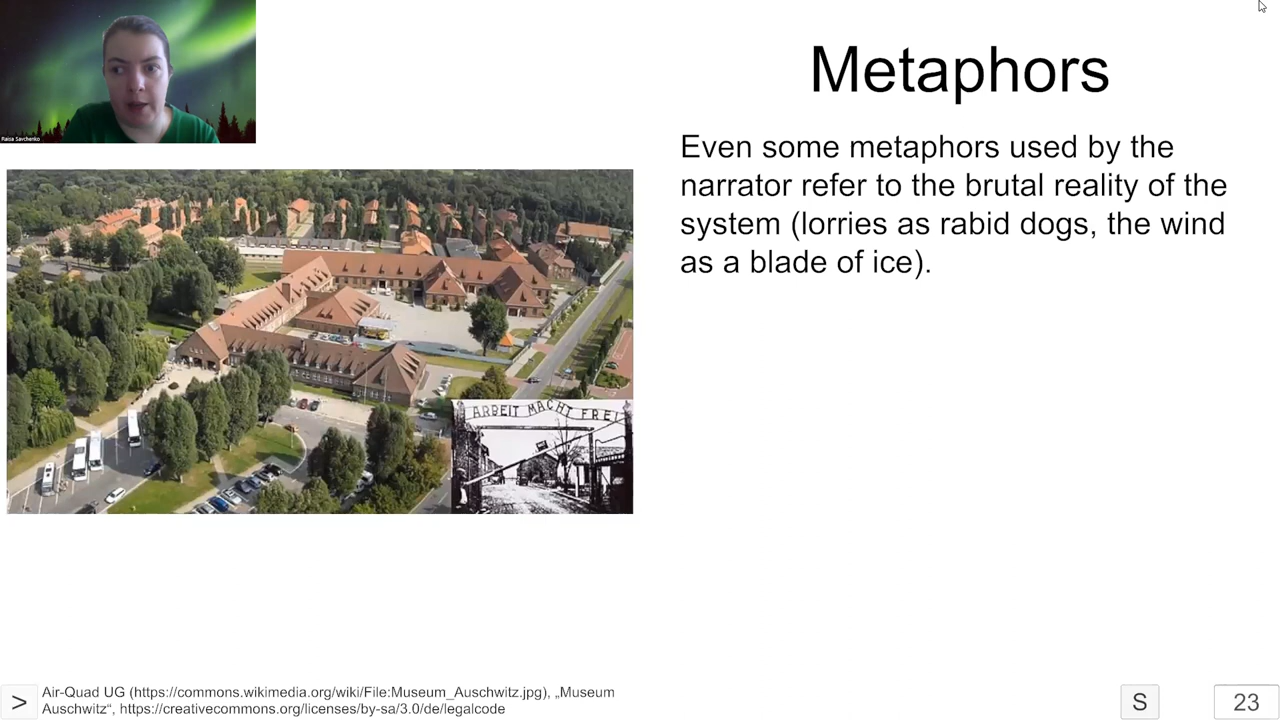 Raisa Savchenko
Metaphors
Even some metaphors used by the
narrator refer to the brutal reality of the
system (lorries as rabid dogs, the wind
as a blade of ice).
ARBEIT MACHT FREI
>
Air-Quad UG (https://commons.wikimedia.org/wiki/File:Museum_Auschwitz.jpg), „Museum
Auschwitz“, https://creativecommons.org/licenses/by-sa/3.0/de/legalcode
S
23